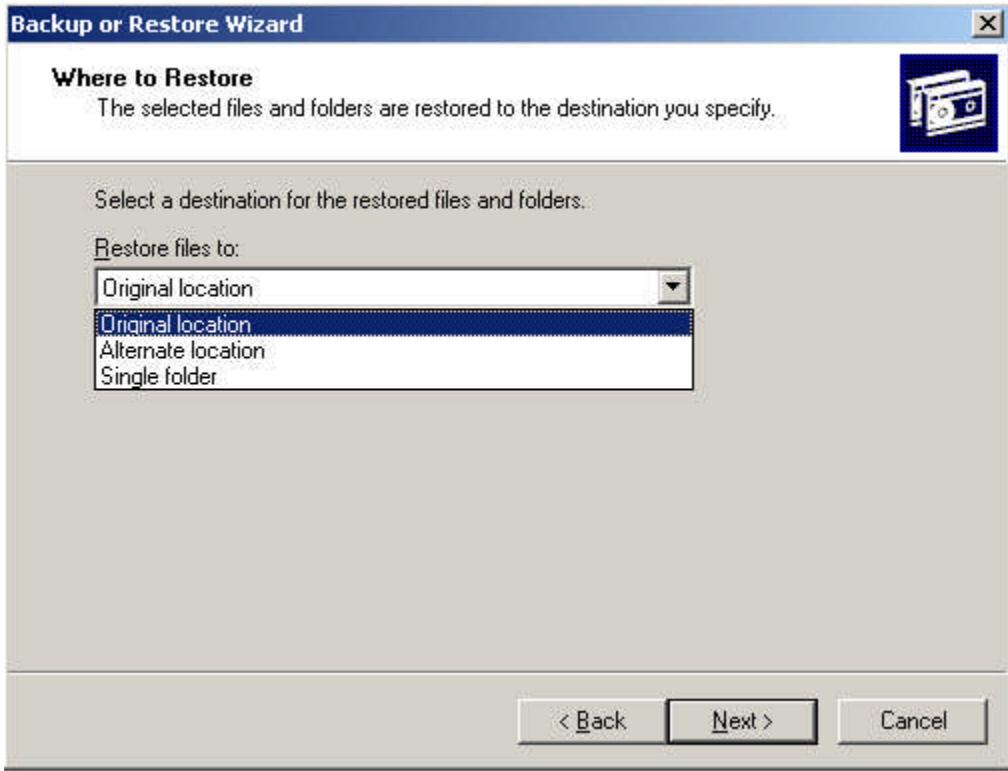 Backup or Restore Wizard
Where to Restore
The selected files and folders are restored to the destination you specify.
Select a destination for the restored files and folders.
Restore files to:
Original location
Original location
Alternate location
Single folder
< Back
Next >
Cancel